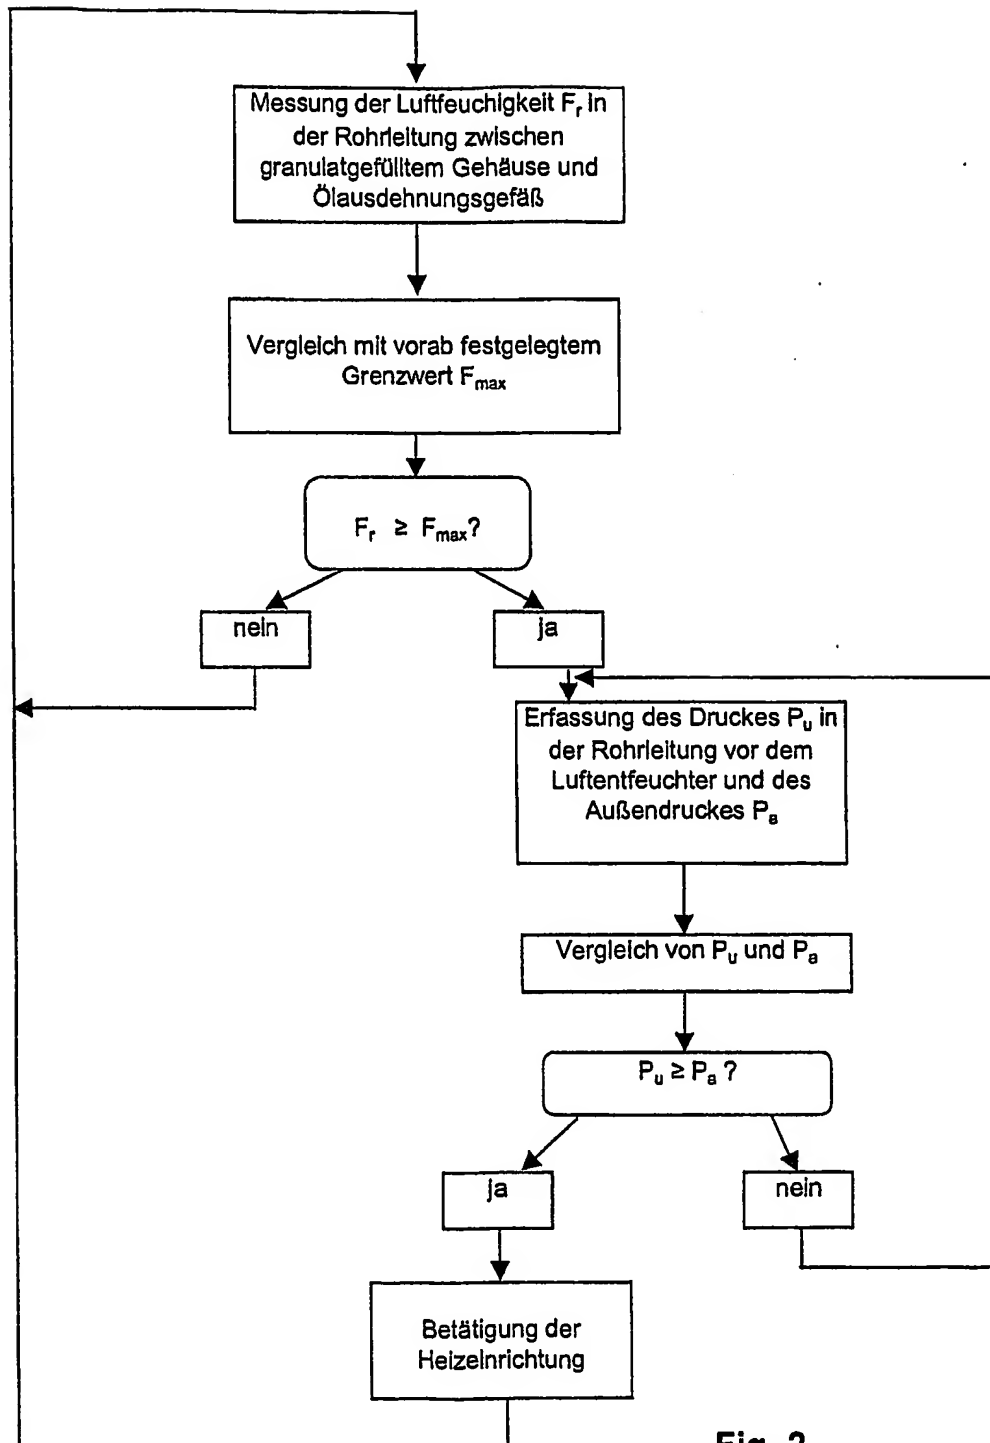 Messung der Luftfeuchigkeit Fr in
der Rohrleitung zwischen
granulatgefülltem Gehäuse und
Ölausdehnungsgefäß
Vergleich mit vorab festgelegtem
Grenzwert Fmax
Fr ≥ Fmax?
nein
ja
Erfassung des Druckes Pu in
der Rohrleitung vor dem
Luftentfeuchter und des
Außendruckes Pa
Vergleich von Pu und Pa
Pu ≥ Pa ?
ja
nein
Betätigung der
Heizeinrichtung